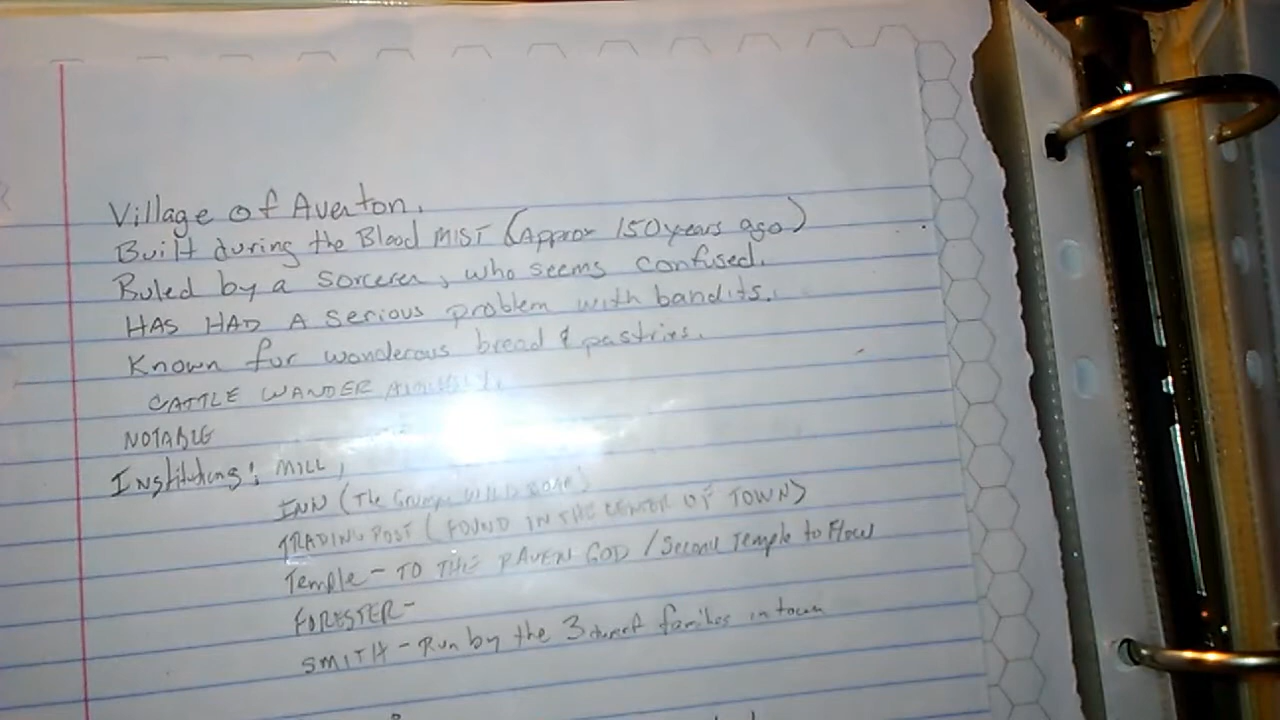 Village of Averton.
Built during the Blood MIST (Approx 150 years ago)
Ruled by a sorcerer, who seems confused.
HAS HAD A serious problem with bandits.
Known for wonderous bread & pastries.
CATTLE WANDER
NOTABLE
Institutions: MILL,
INN (The
TRADING POST (FOUND IN THE CENTER OF TOWN)
Temple - TO THE RAVEN GOD / Second Temple to
FORESTER-
SMITH - Run by the 3 dwarf families in town